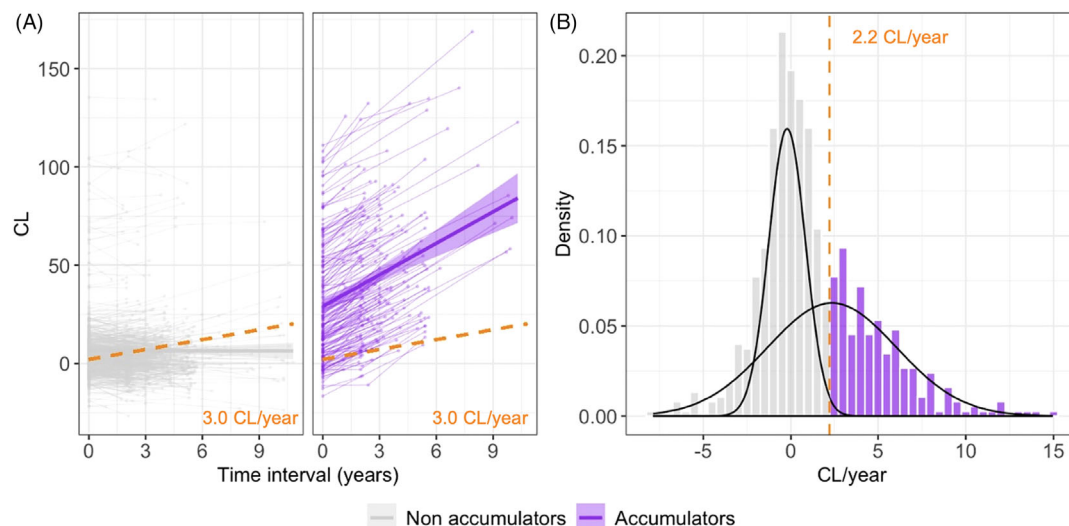 (A)
CL
150
100
50
0
3.0 CL/year
3.0 CL/year
0 3 6 9 0 3 6 9
Time interval (years)
(B)
2.2 CL/year
Density
0.20
0.15
0.10
0.05
0.00
-5 0 5 10 15
CL/year
Non accumulators Accumulators